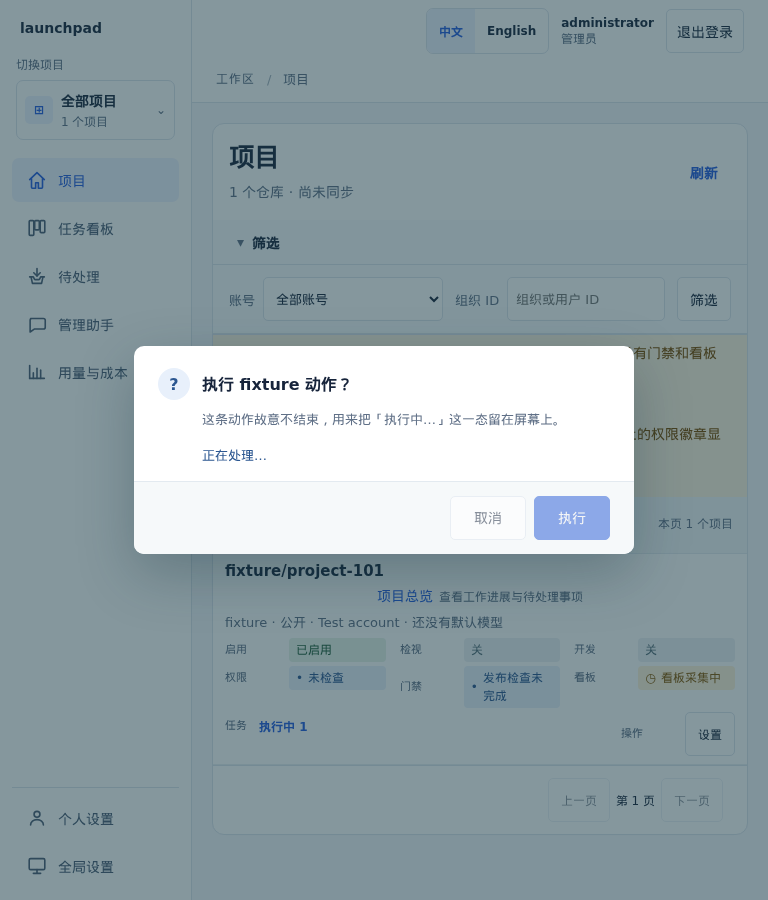 launchpad
切换项目
全部项目
1 个项目
项目
任务看板
待处理
管理助手
用量与成本
个人设置
全局设置
中文
English
administrator
管理员
退出登录
工作区 / 项目
项目
1 个仓库 · 尚未同步
刷新
▼ 筛选
账号
全部账号
组织 ID
组织或用户 ID
筛选
有门禁和看板
的权限徽章显
本页 1 个项目
?
执行 fixture 动作？
这条动作故意不结束，用来把「执行中…」这一态留在屏幕上。
正在处理…
取消
执行
fixture/project-101
项目总览 查看工作进展与待处理事项
fixture · 公开 · Test account · 还没有默认模型
启用
已启用
检视
关
开发
关
权限
• 未检查
门禁
• 发布检查未
完成
看板
看板采集中
任务
执行中 1
操作
设置
上一页
第 1 页
下一页